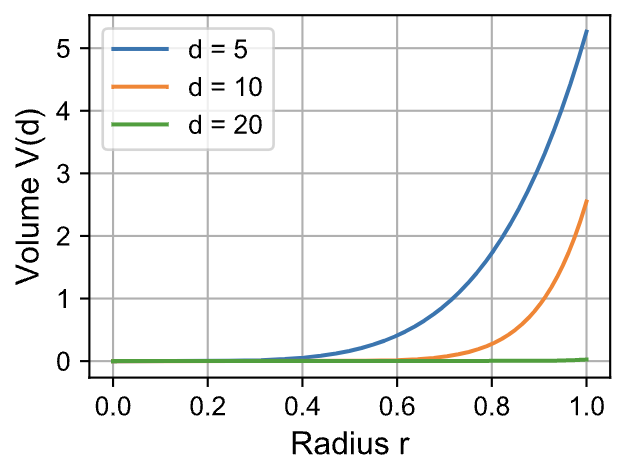 Volume V(d)
5
4
3
2
1
0
d = 5
d = 10
d = 20
0.0 0.2 0.4 0.6 0.8 1.0
Radius r